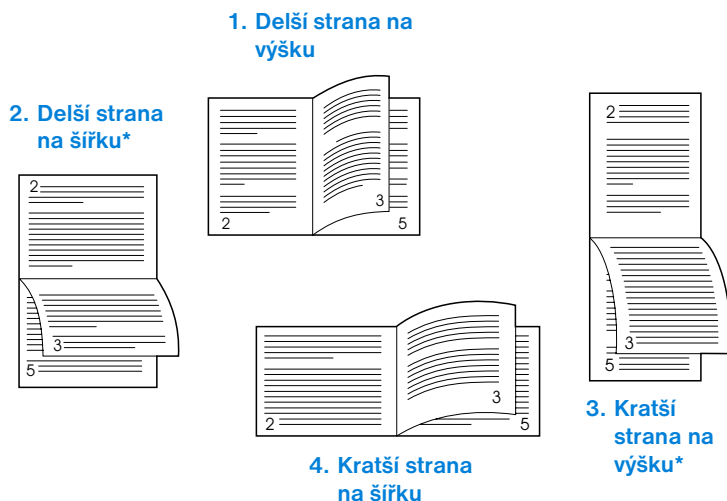 1. Delší strana na
výšku
2. Delší strana
na šířku*
2
3
5
2
3
5
2
3
5
3. Kratší
strana na
výšku*
2
3
5
4. Kratší strana
na šířku